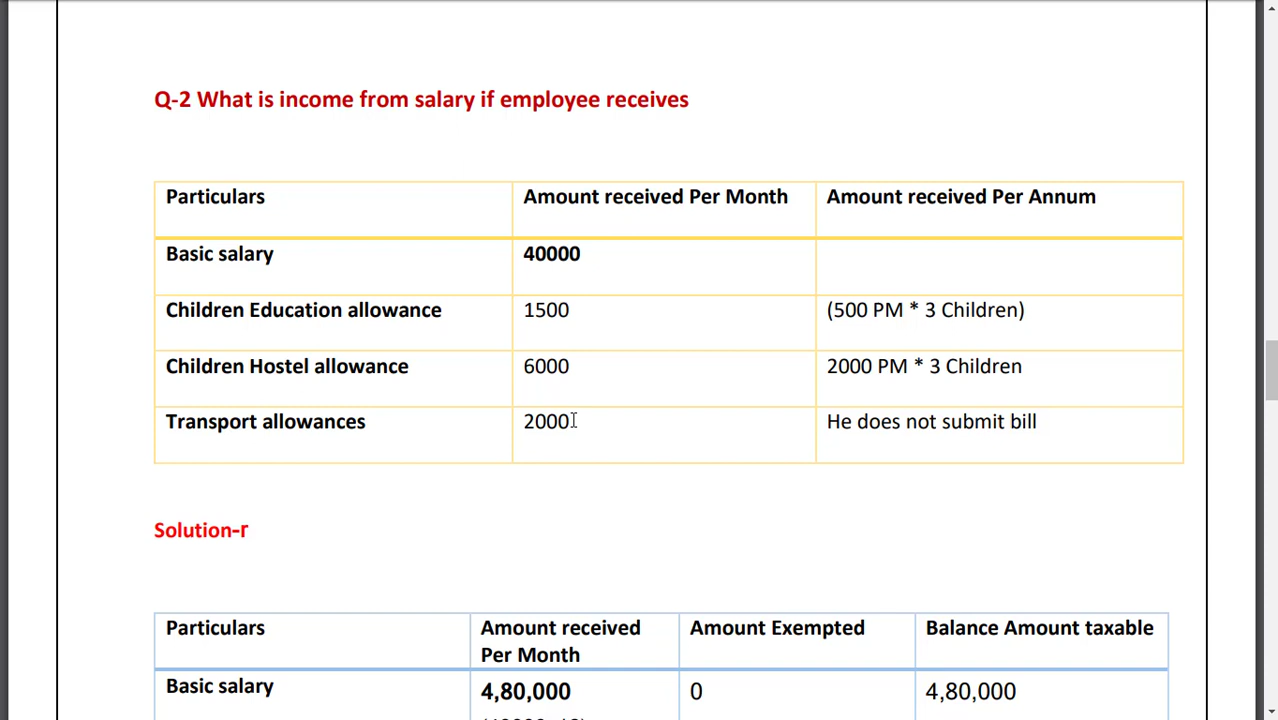 Q-2 What is income from salary if employee receives
Particulars Amount received Per Month Amount received Per Annum
Basic salary 40000
Children Education allowance 1500 (500 PM * 3 Children)
Children Hostel allowance 6000 2000 PM * 3 Children
Transport allowances 2000 He does not submit bill
Solution-r
Particulars Amount received Amount Exempted Balance Amount taxable
Per Month
Basic salary 4,80,000 0 4,80,000